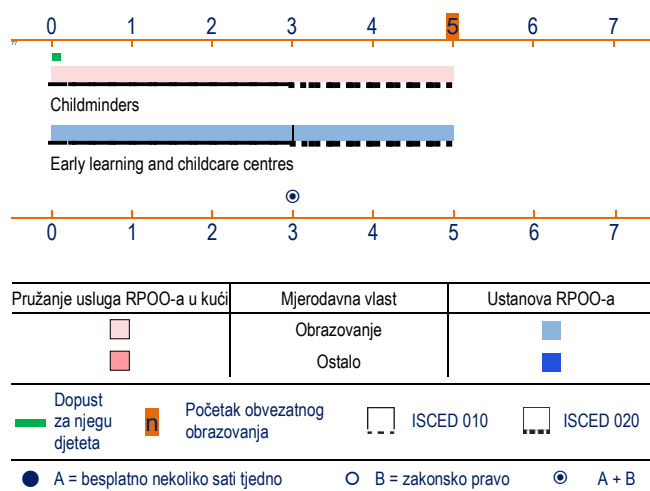 0 1 2 3 4 5 6 7
Childminders
Early learning and childcare centres
0 1 2 3 4 5 6 7
Pružanje usluga RPOO-a u kući Mjerodavna vlast Ustanova RPOO-a
Obrazovanje
Ostalo
Dopust
za njegu
djeteta
n
Početak obvezatnog
obrazovanja
ISCED 010
ISCED 020
A = besplatno nekoliko sati tjedno B = zakonsko pravo A + B